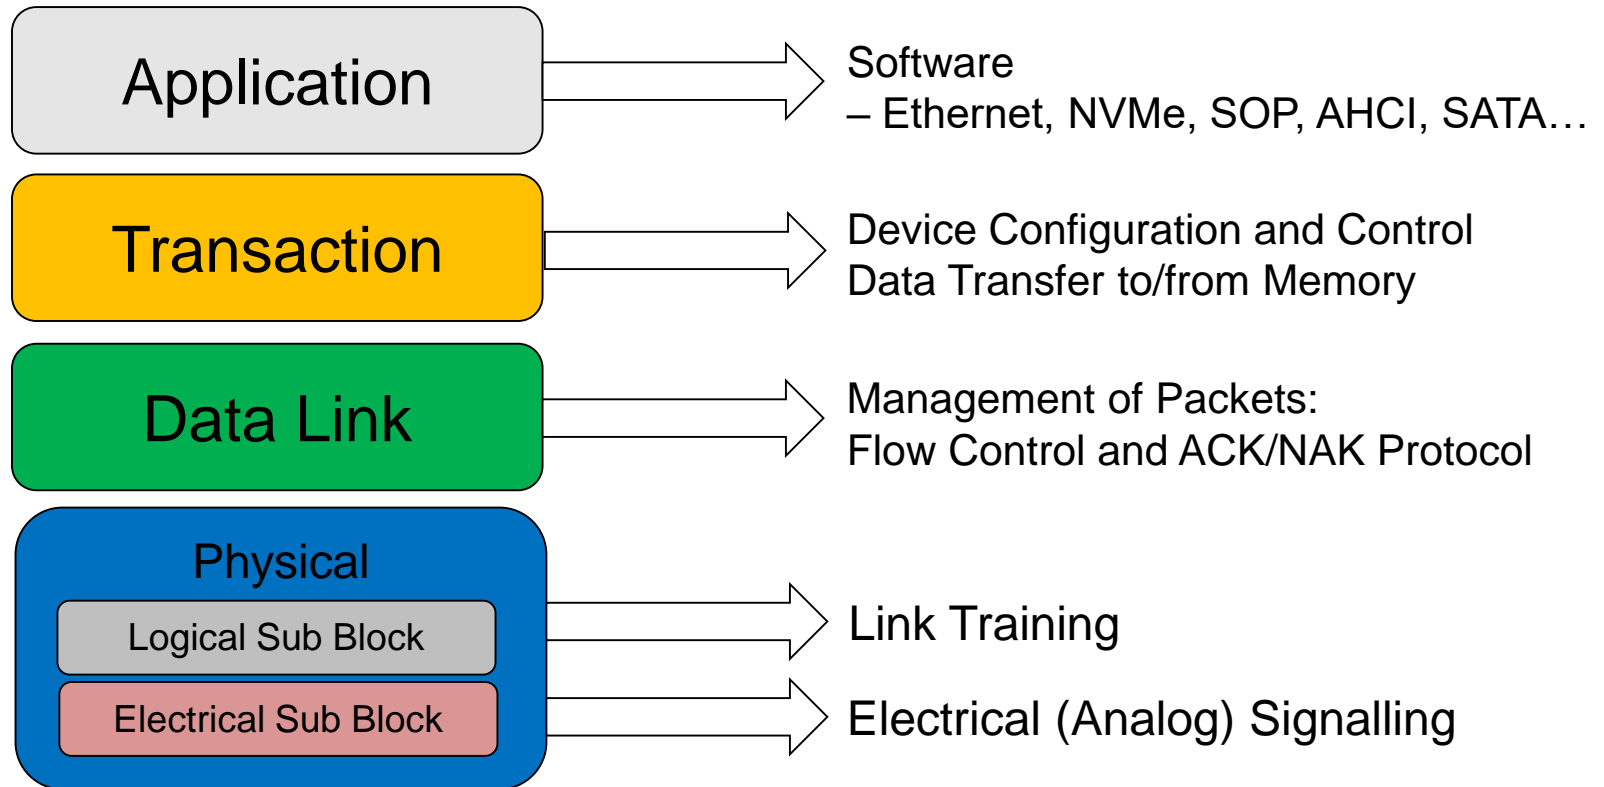 Application
Software
– Ethernet, NVMe, SOP, AHCI, SATA…
Transaction
Device Configuration and Control
Data Transfer to/from Memory
Data Link
Management of Packets:
Flow Control and ACK/NAK Protocol
Physical
Logical Sub Block
Link Training
Electrical Sub Block
Electrical (Analog) Signalling